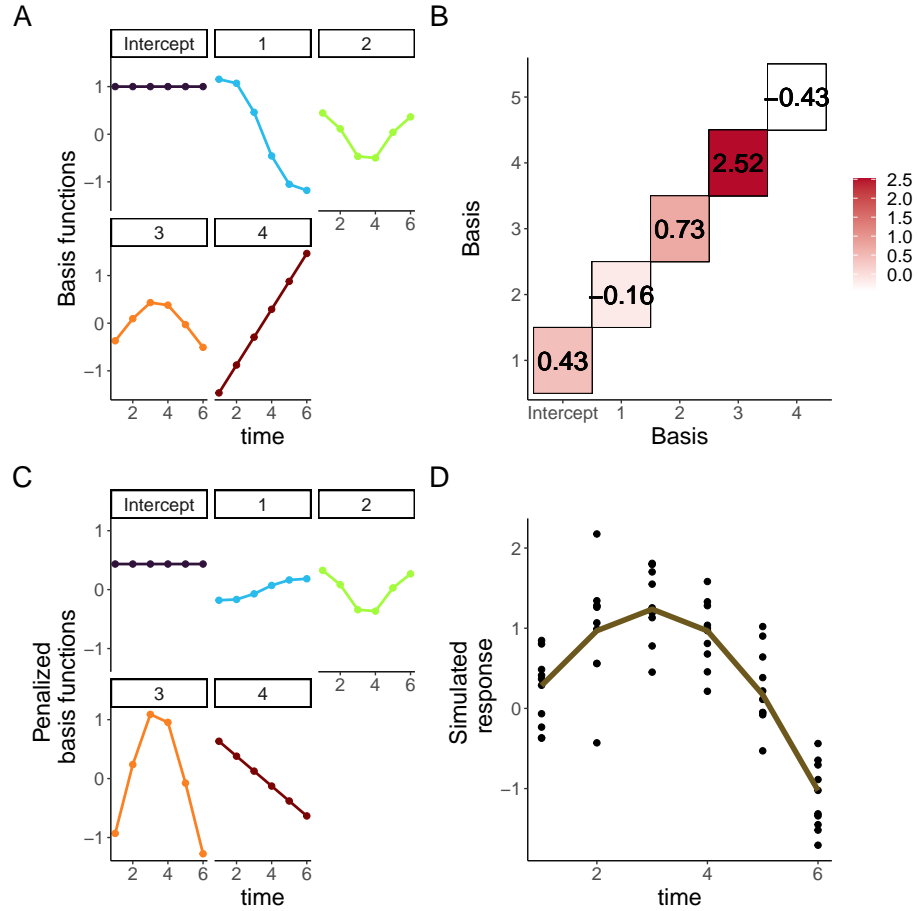 A
Intercept 1 2
1
0
−1
2 4 6
3 4
1
0
−1
2 4 6 2 4 6
Basis functions
time
B
5
4
3
2
1
−0.43
2.52
0.73
−0.16
0.43
Intercept 1 2 3 4
Basis
Basis
2.5
2.0
1.5
1.0
0.5
0.0
C
Intercept 1 2
1
0
−1
2 4 6
3 4
1
0
−1
2 4 6 2 4 6
Penalized
basis functions
time
D
2
1
0
−1
2 4 6
Simulated
response
time